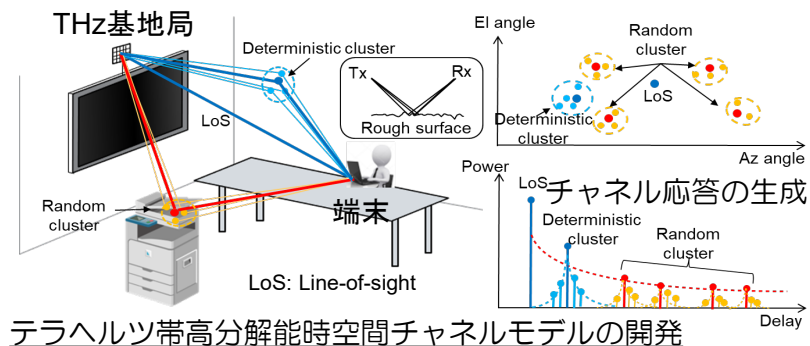 THz基地局
Deterministic cluster
LoS
Tx
Rx
Rough surface
Random
cluster
端末
LoS: Line-of-sight
El angle
Random
cluster
LoS
Deterministic
cluster
Az angle
Power
LoS
チャネル応答の生成
Deterministic
cluster
Random
cluster
Delay
テラヘルツ帯高分解能時空間チャネルモデルの開発